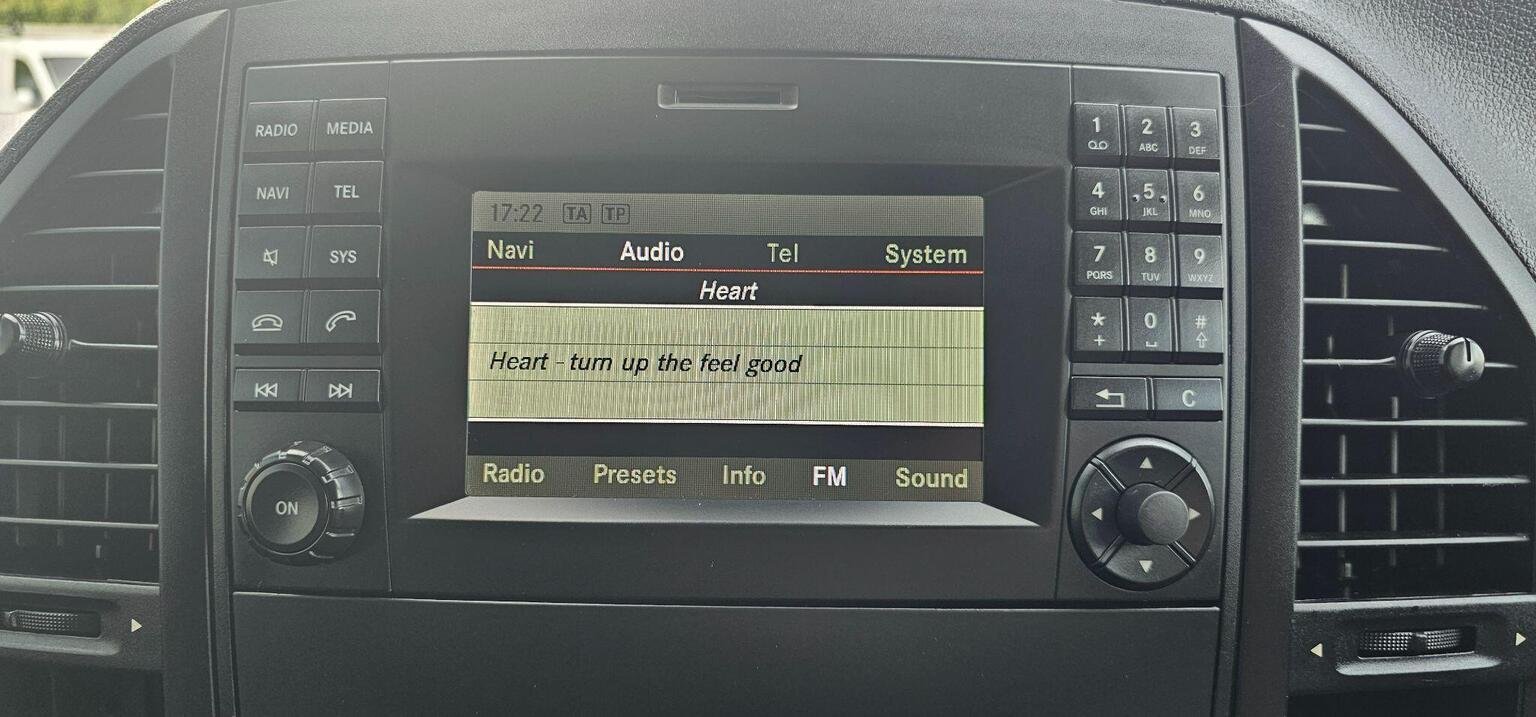 RADIO MEDIA
NAVI TEL
SYS
ON
17:22 TA TP
Navi Audio Tel System
Heart
Heart - turn up the feel good
Radio Presets Info FM Sound
1 2 3
ABC DEF
4 5 6
GHI JKL MNO
7 8 9
PQRS TUV WXYZ
* 0 #
+
C